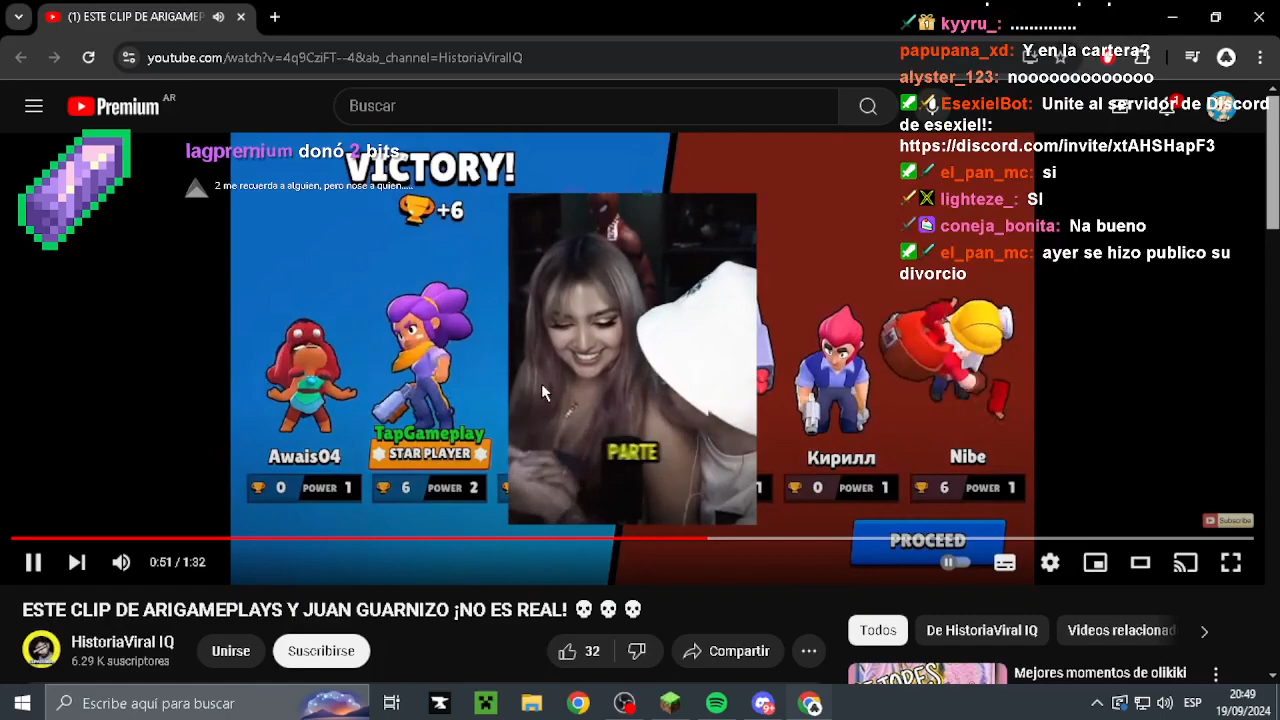 (1) ESTE CLIP DE ARIGAMEP
youtube.com/watch?v=4q9CziFT--4&ab_channel=HistoriaViralIQ
kyyru_: .............
papupana_xd: Y en la cartera?
alyster_123: nooooooooooooo
EsexielBot: Unite al servidor de Discord
de esexiel!:
https://discord.com/invite/xtAHSHapF3
el_pan_mc: si
lighteze_: SI
coneja_bonita: Na bueno
el_pan_mc: ayer se hizo publico su
divorcio
Premium AR
Buscar
lagpremium donó 2 bits
2 me recuerda a alguien, pero nose a quien.....
VICTORY!
+6
TapGameplay
STAR PLAYER
Awais04
Кирилл
Nibe
0 POWER 1
6 POWER 2
1
0 POWER 1
6 POWER 1
PARTE
PROCEED
Subscribe
0:51 / 1:32
ESTE CLIP DE ARIGAMEPLAYS Y JUAN GUARNIZO ¡NO ES REAL!
HistoriaViral IQ
6.29 K suscriptores
Unirse
Suscribirse
32
Compartir
Todos
De HistoriaViral IQ
Videos relacionad
Mejores momentos de olikiki
Escribe aquí para buscar
ESP
20:49
19/09/2024